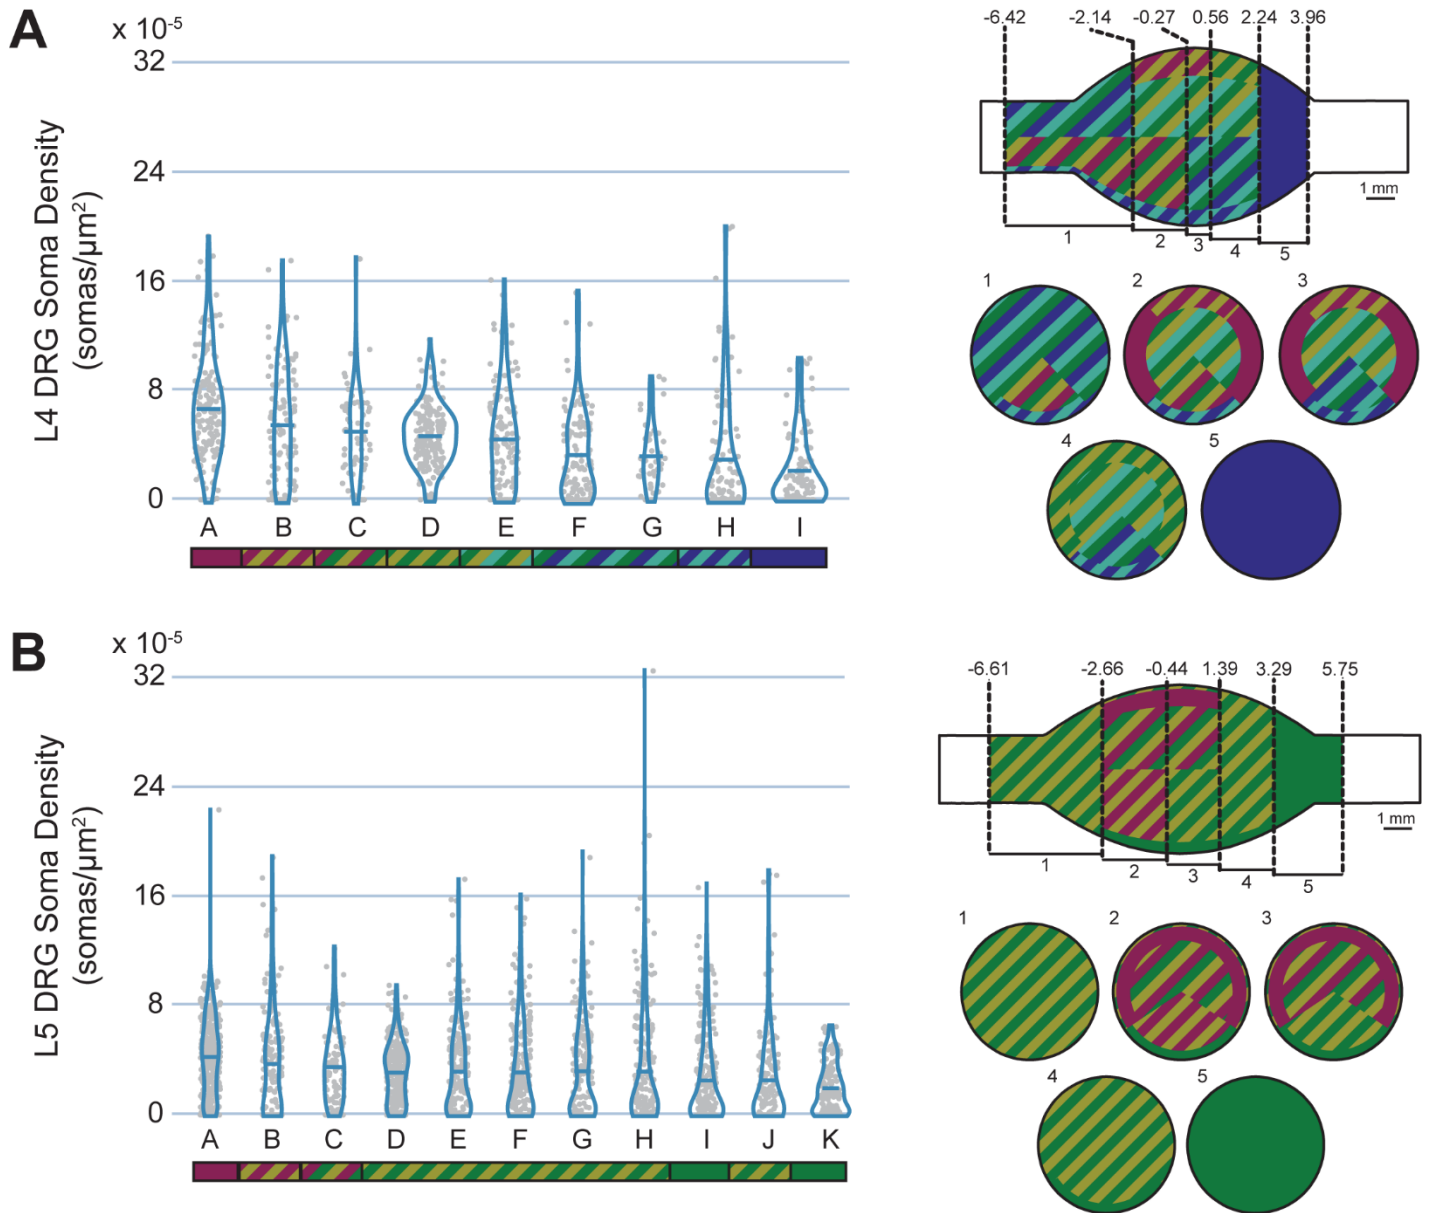 A
x 10-5
32
24
16
8
0
L4 DRG Soma Density
(somas/µm2)
A B C D E F G H I
-6.42 -2.14 -0.27 0.56 2.24 3.96
1 mm
1 2 3 4 5
1 2 3
4 5
B
x 10-5
32
24
16
8
0
L5 DRG Soma Density
(somas/µm2)
A B C D E F G H I J K
-6.61 -2.66 -0.44 1.39 3.29 5.75
1 mm
1 2 3 4 5
1 2 3
4 5